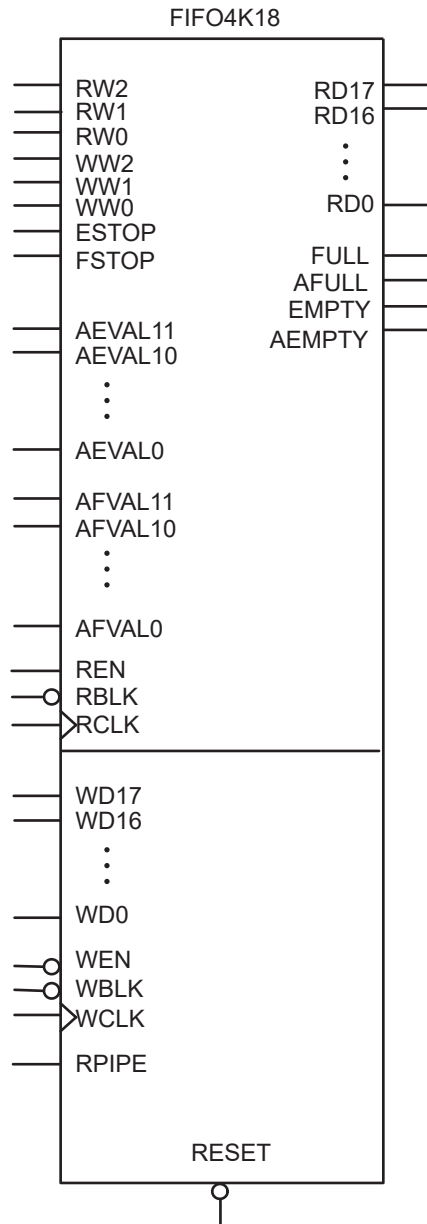 FIFO4K18
RW2
RW1
RW0
WW2
WW1
WW0
ESTOP
FSTOP
AEVAL11
AEVAL10
AEVAL0
AFVAL11
AFVAL10
AFVAL0
REN
RBLK
RCLK
WD17
WD16
WD0
WEN
WBLK
WCLK
RPIPE
RD17
RD16
RD0
FULL
AFULL
EMPTY
AEMPTY
RESET